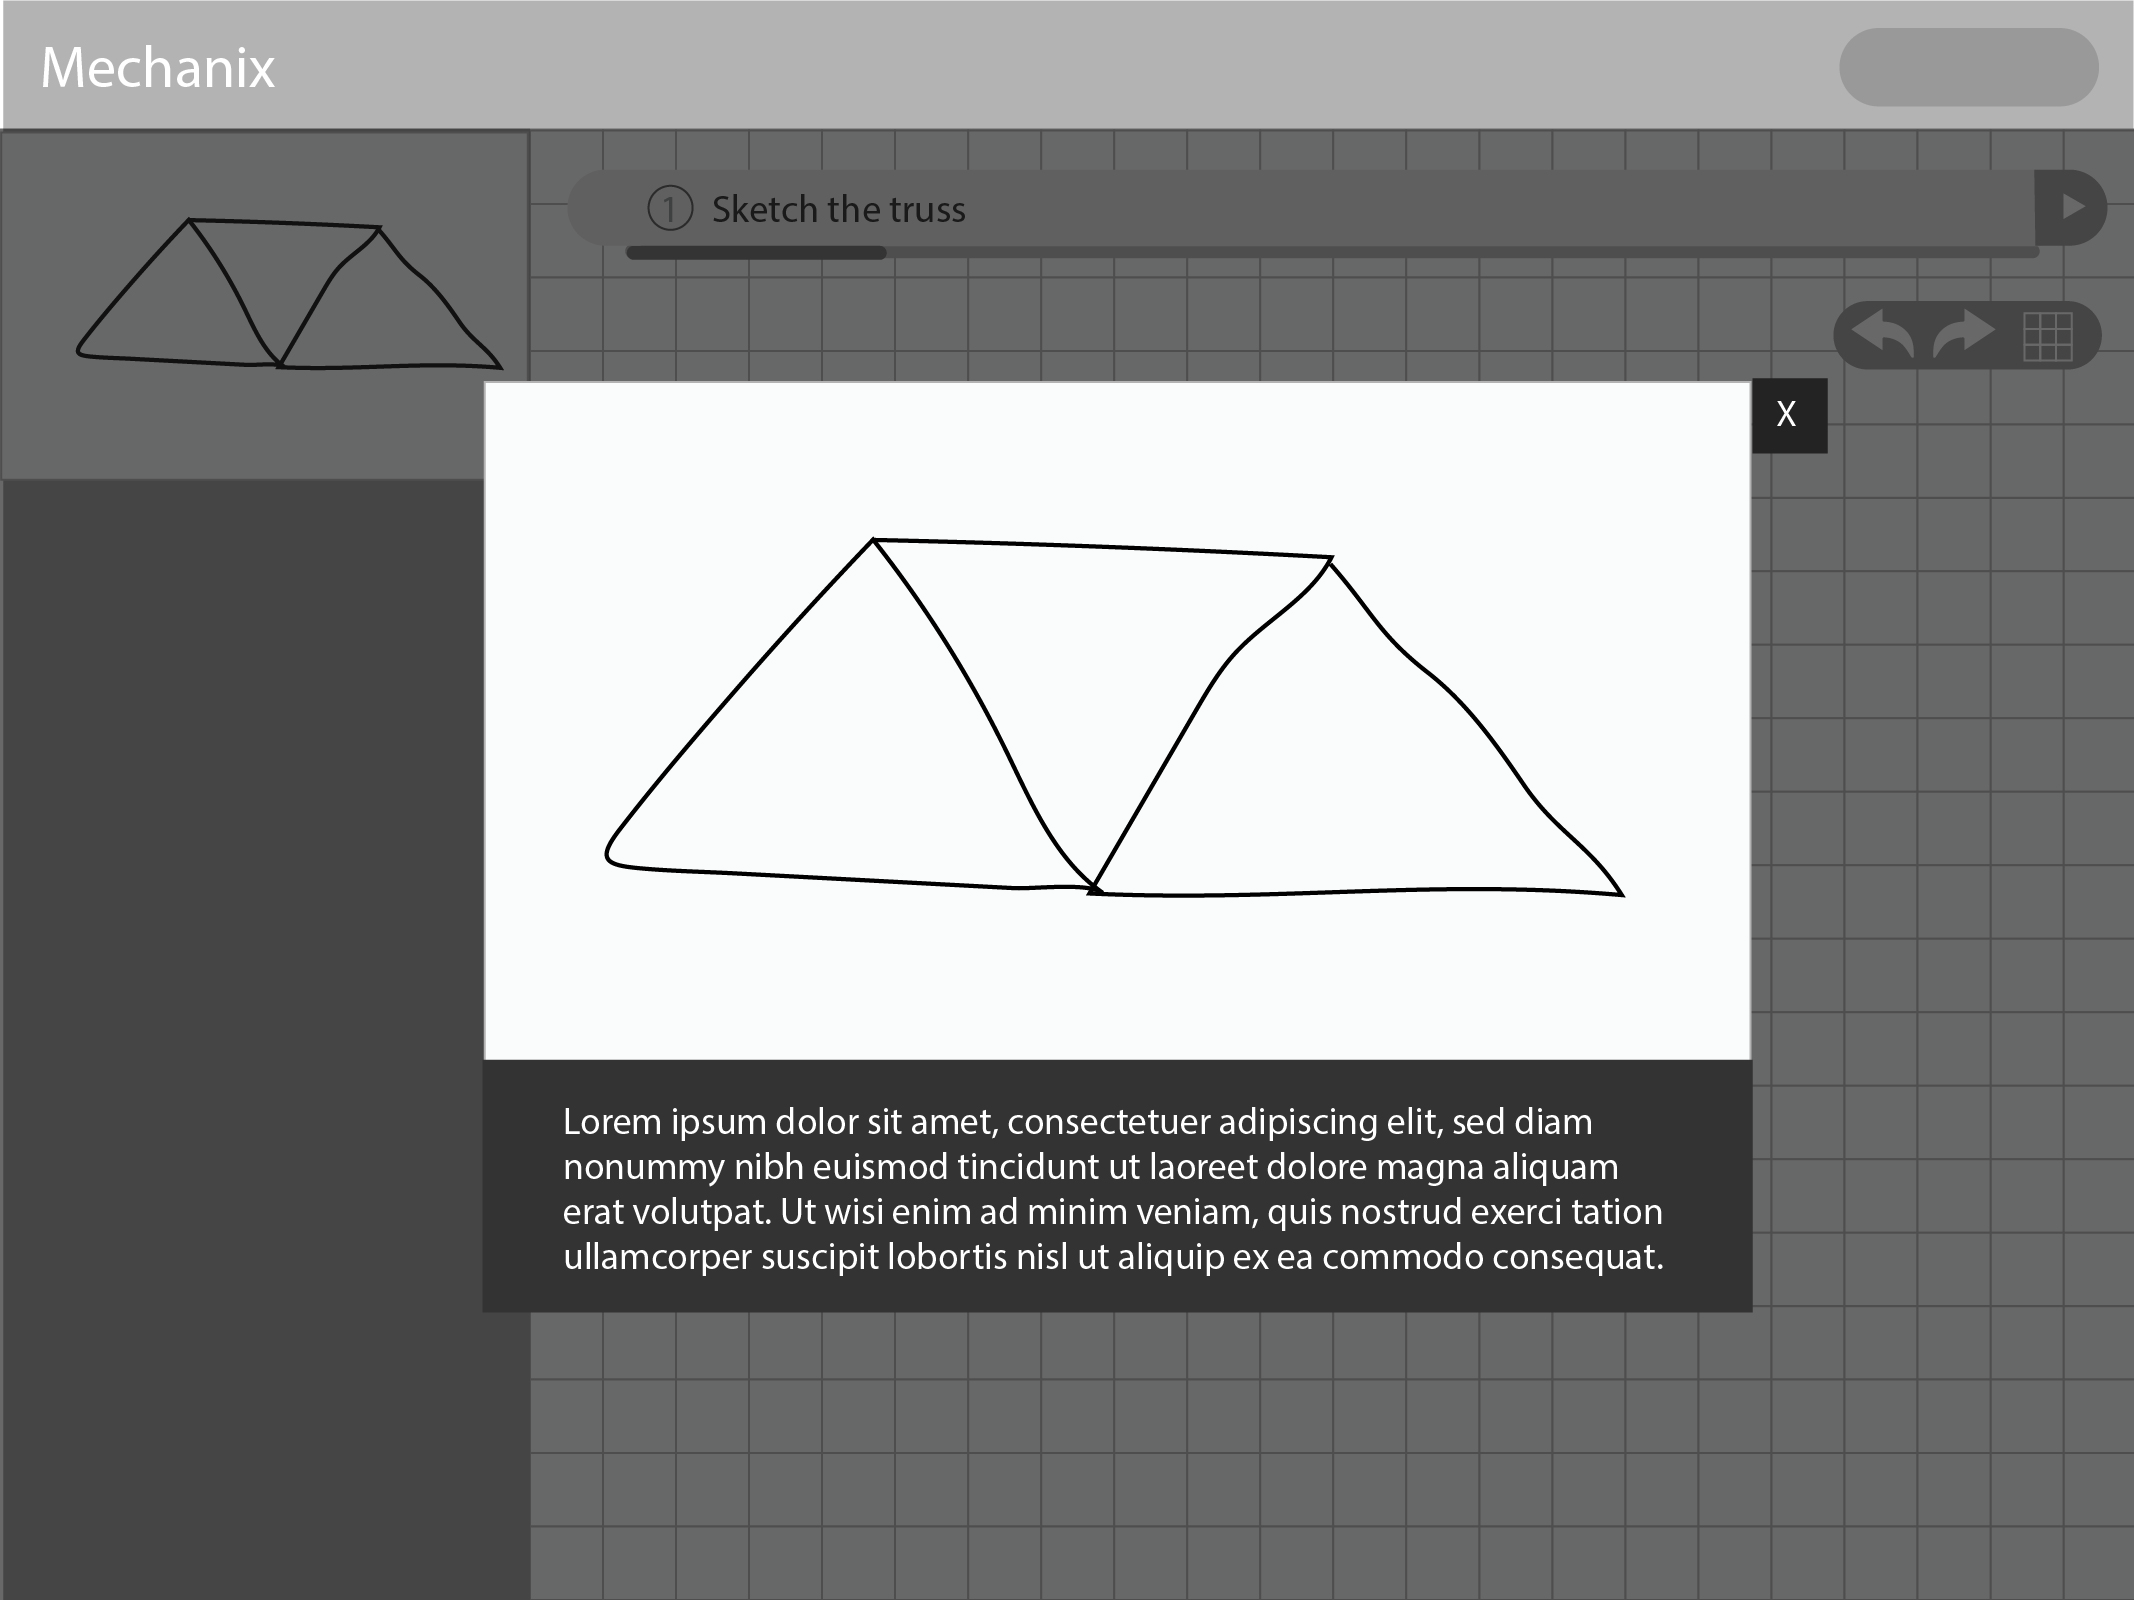 Mechanix
1 Sketch the truss
X
Lorem ipsum dolor sit amet, consectetuer adipiscing elit, sed diam
nonummy nibh euismod tincidunt ut laoreet dolore magna aliquam
erat volutpat. Ut wisi enim ad minim veniam, quis nostrud exerci tation
ullamcorper suscipit lobortis nisl ut aliquip ex ea commodo consequat.